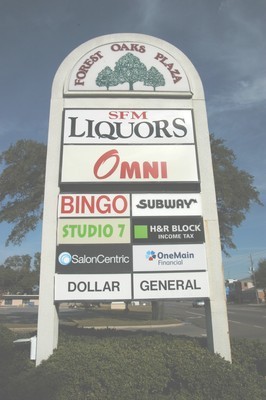 FOREST OAKS PLAZA
SFM
LIQUORS
OMNI
BINGO
SUBWAY
STUDIO 7
H&R BLOCK
INCOME TAX
SalonCentric
OneMain
Financial
DOLLAR GENERAL